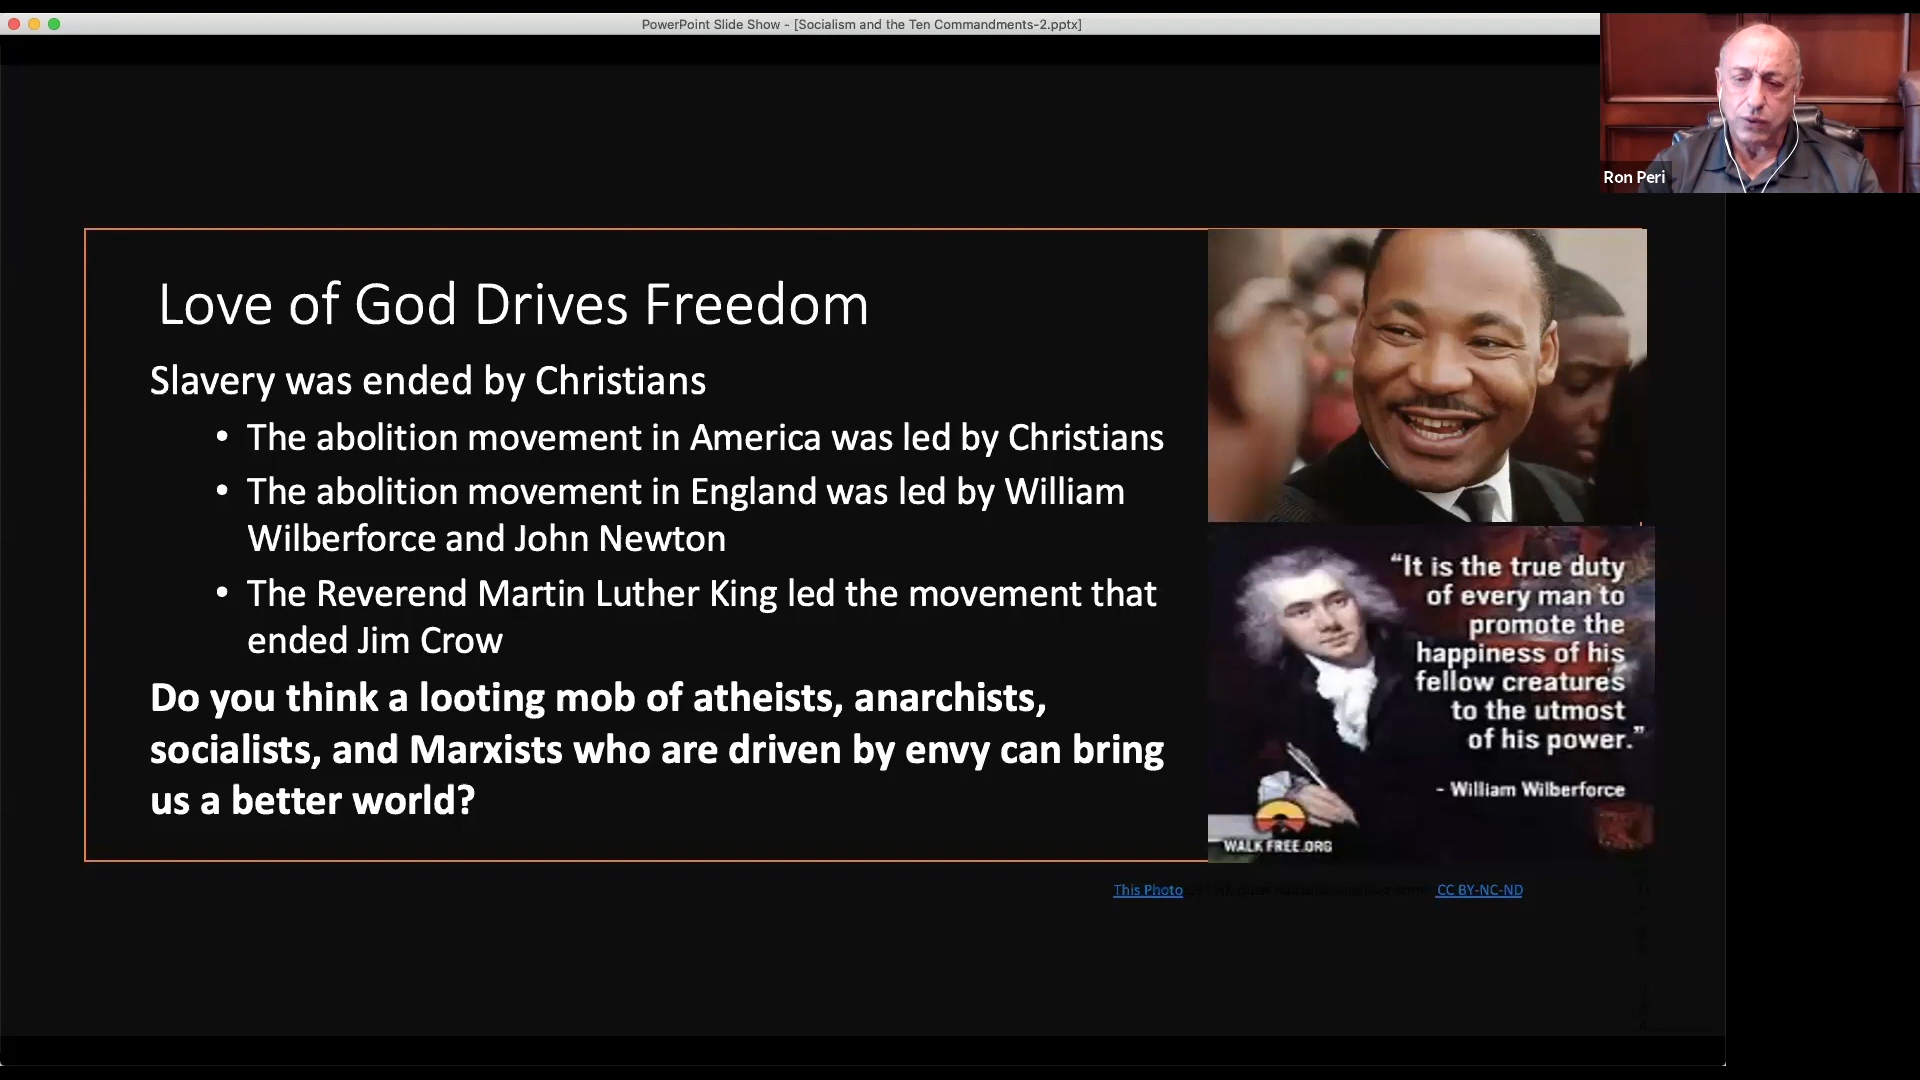 PowerPoint Slide Show - [Socialism and the Ten Commandments-2.pptx]
Ron Peri
Love of God Drives Freedom
Slavery was ended by Christians
• The abolition movement in America was led by Christians
• The abolition movement in England was led by William
Wilberforce and John Newton
• The Reverend Martin Luther King led the movement that
ended Jim Crow
Do you think a looting mob of atheists, anarchists,
socialists, and Marxists who are driven by envy can bring
us a better world?
“It is the true duty
of every man to
promote the
happiness of his
fellow creatures
to the utmost
of his power.”
- William Wilberforce
WALK FREE.ORG
This Photo
CC BY-NC-ND